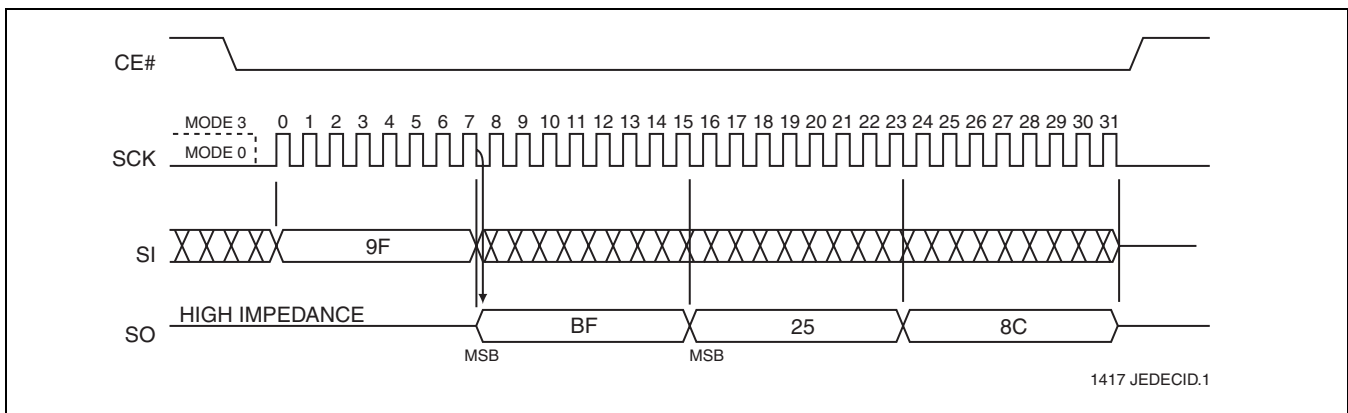 CE#
MODE 3 0 1 2 3 4 5 6 7 8 9 10 11 12 13 14 15 16 17 18 19 20 21 22 23 24 25 26 27 28 29 30 31
SCK MODE 0
SI 9F
HIGH IMPEDANCE
SO BF 25 8C
MSB MSB
1417 JEDECID.1